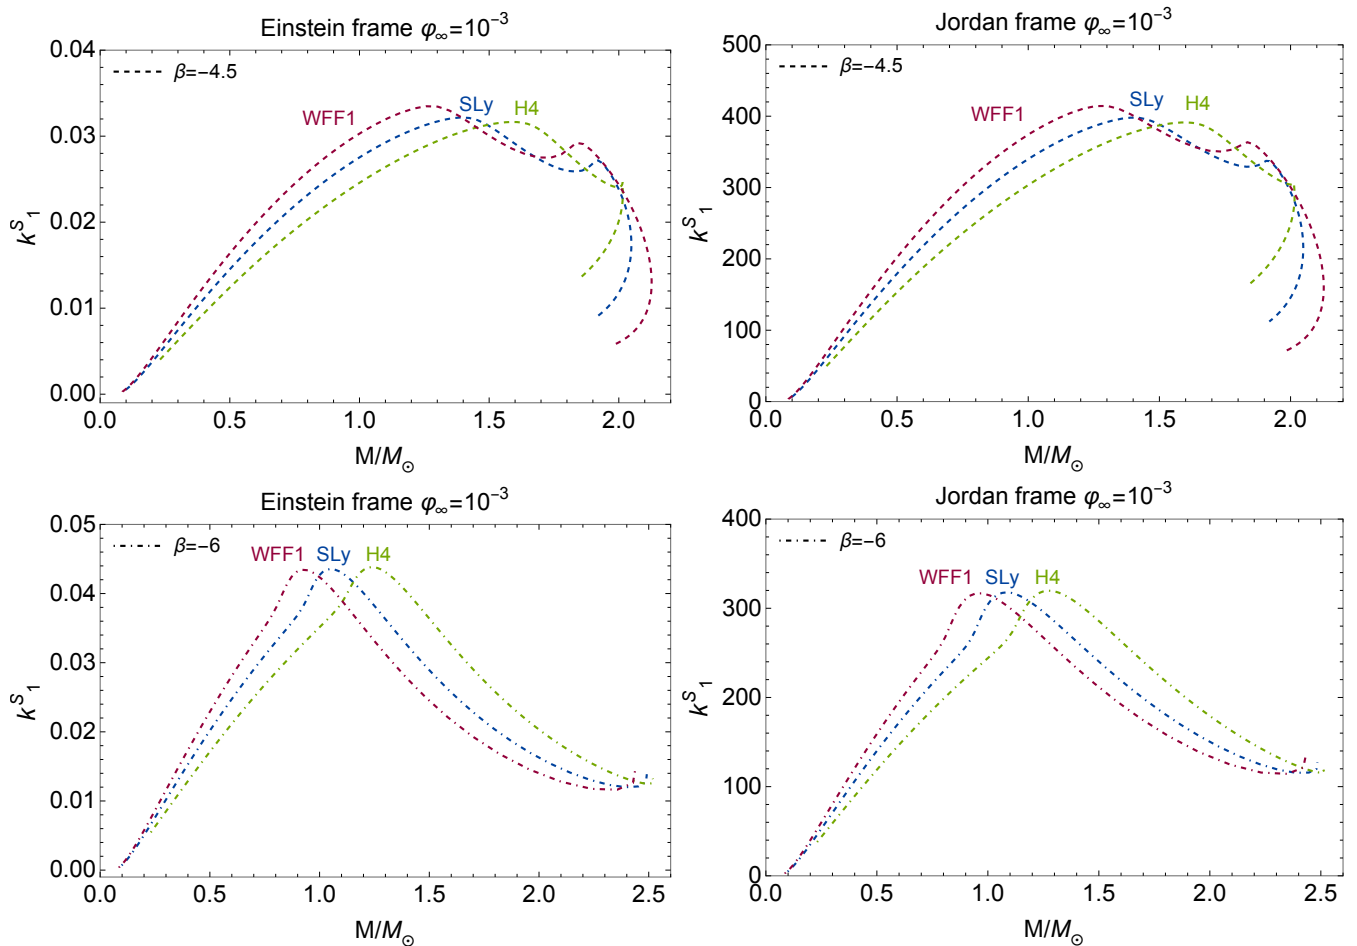 Einstein frame φ∞=10⁻³
0.04
0.03
0.02
0.01
0.00
kˢ₁
β=−4.5
WFF1
SLy
H4
0.0 0.5 1.0 1.5 2.0
M/M⊙
Jordan frame φ∞=10⁻³
500
400
300
200
100
0
kˢ₁
β=−4.5
WFF1
SLy
H4
0.0 0.5 1.0 1.5 2.0
M/M⊙
Einstein frame φ∞=10⁻³
0.05
0.04
0.03
0.02
0.01
0.00
kˢ₁
β=−6
WFF1 SLy H4
0.0 0.5 1.0 1.5 2.0 2.5
M/M⊙
Jordan frame φ∞=10⁻³
400
300
200
100
0
kˢ₁
β=−6
WFF1 SLy H4
0.0 0.5 1.0 1.5 2.0 2.5
M/M⊙